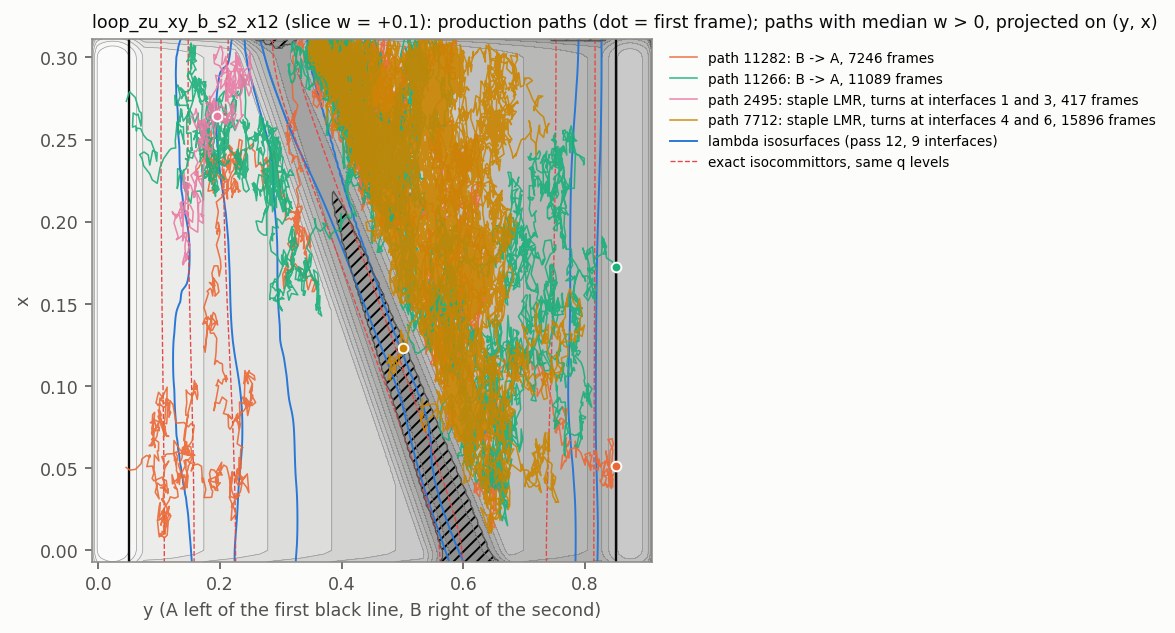 loop_zu_xy_b_s2_x12 (slice w = +0.1): production paths (dot = first frame); paths with median w > 0, projected on (y, x)
path 11282: B -> A, 7246 frames
path 11266: B -> A, 11089 frames
path 2495: staple LMR, turns at interfaces 1 and 3, 417 frames
path 7712: staple LMR, turns at interfaces 4 and 6, 15896 frames
lambda isosurfaces (pass 12, 9 interfaces)
exact isocommittors, same q levels
0.30
0.25
0.20
0.15
0.10
0.05
0.00
x
0.0 0.2 0.4 0.6 0.8
y (A left of the first black line, B right of the second)